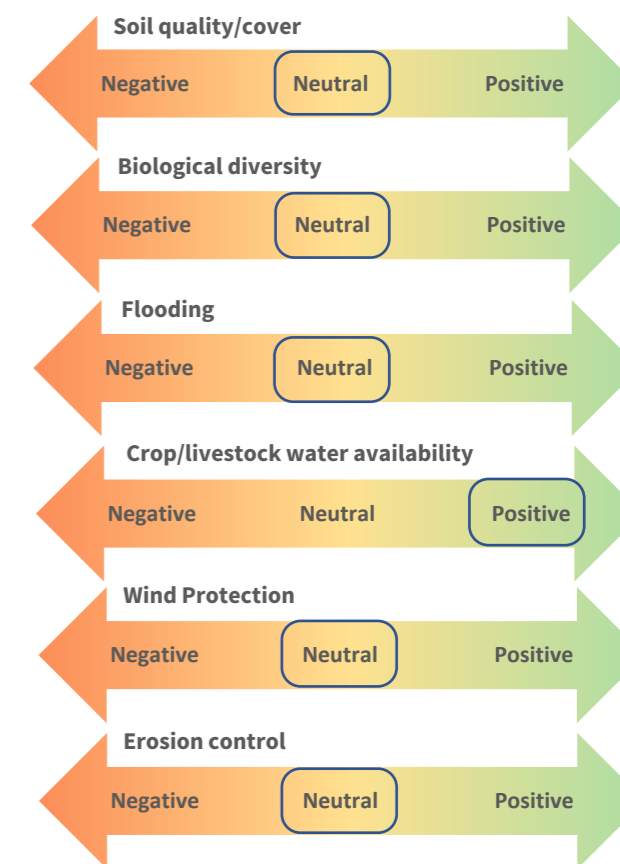 Soil quality/cover
Negative Neutral Positive
Biological diversity
Negative Neutral Positive
Flooding
Negative Neutral Positive
Crop/livestock water availability
Negative Neutral Positive
Wind Protection
Negative Neutral Positive
Erosion control
Negative Neutral Positive